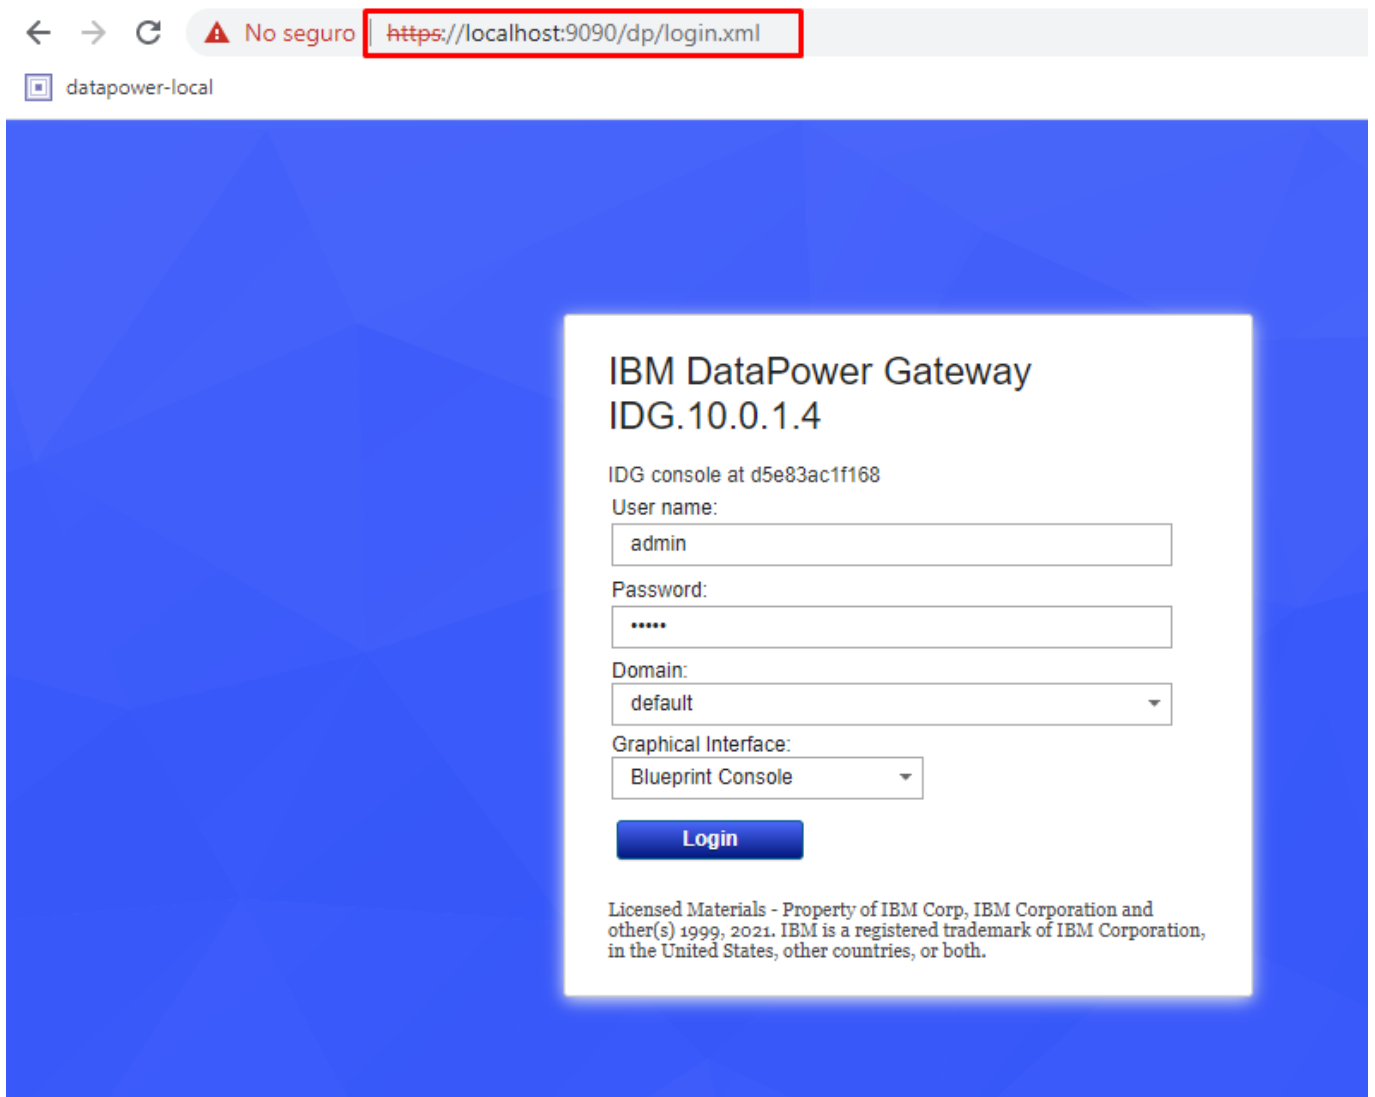 No seguro | https://localhost:9090/dp/login.xml
datapower-local
IBM DataPower Gateway
IDG.10.0.1.4
IDG console at d5e83ac1f168
User name:
admin
Password:
•••••
Domain:
default
Graphical Interface:
Blueprint Console
Login
Licensed Materials - Property of IBM Corp, IBM Corporation and
other(s) 1999, 2021. IBM is a registered trademark of IBM Corporation,
in the United States, other countries, or both.